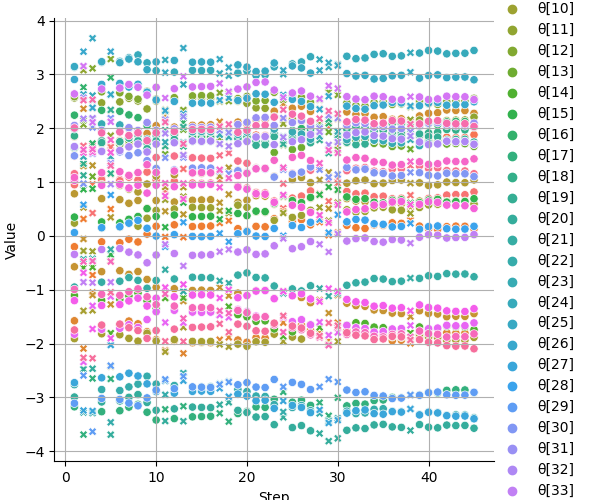 4
3
2
1
0
−1
−2
−3
−4
Value
0
10
20
30
40
Step
θ[10]
θ[11]
θ[12]
θ[13]
θ[14]
θ[15]
θ[16]
θ[17]
θ[18]
θ[19]
θ[20]
θ[21]
θ[22]
θ[23]
θ[24]
θ[25]
θ[26]
θ[27]
θ[28]
θ[29]
θ[30]
θ[31]
θ[32]
θ[33]